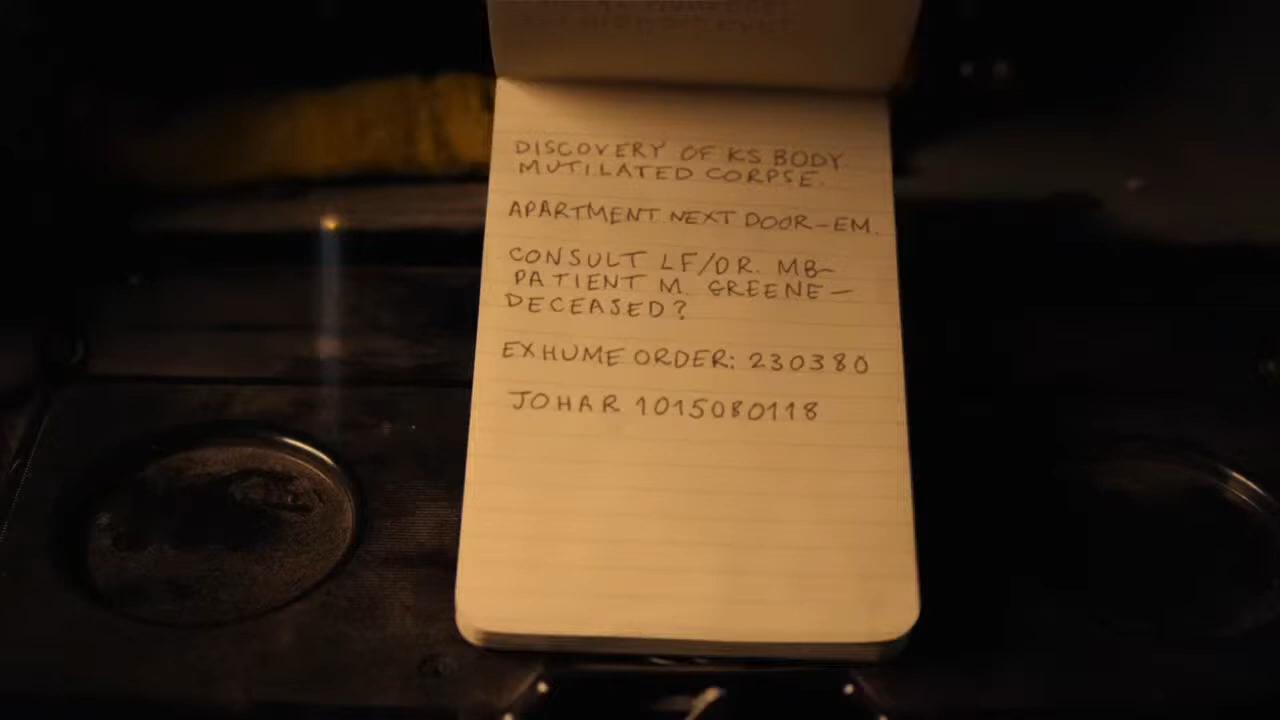 DISCOVERY OF KS BODY
MUTILATED CORPSE.
APARTMENT NEXT DOOR-EM.
CONSULT LF/DR. MB-
PATIENT M. GREENE-
DECEASED?
EXHUME ORDER: 230380
JOHAR 1015080118